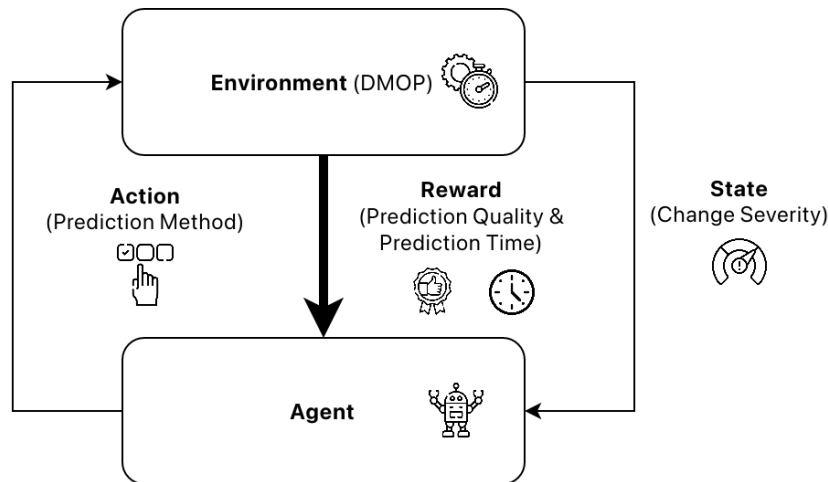 Environment (DMOP)
Action
(Prediction Method)
Reward
(Prediction Quality &
Prediction Time)
State
(Change Severity)
Agent